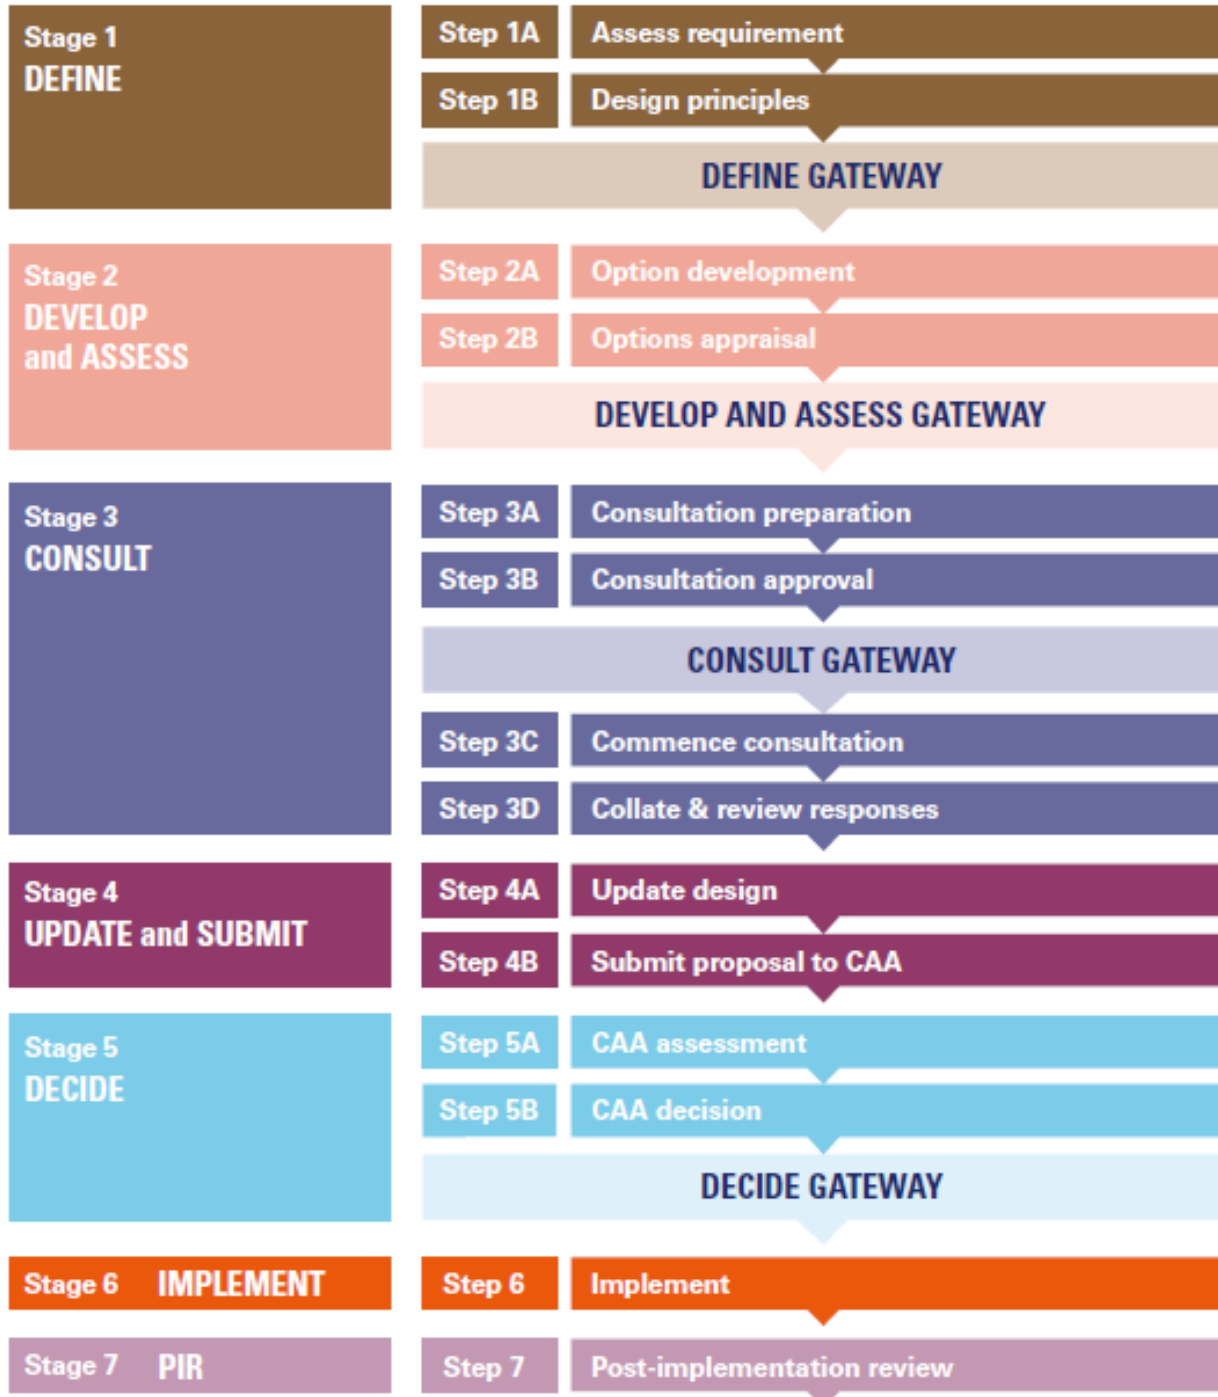 Stage 1
DEFINE
Step 1A Assess requirement
Step 1B Design principles
DEFINE GATEWAY
Stage 2
DEVELOP
and ASSESS
Step 2A Option development
Step 2B Options appraisal
DEVELOP AND ASSESS GATEWAY
Stage 3
CONSULT
Step 3A Consultation preparation
Step 3B Consultation approval
CONSULT GATEWAY
Step 3C Commence consultation
Step 3D Collate & review responses
Stage 4
UPDATE and SUBMIT
Step 4A Update design
Step 4B Submit proposal to CAA
Stage 5
DECIDE
Step 5A CAA assessment
Step 5B CAA decision
DECIDE GATEWAY
Stage 6 IMPLEMENT
Step 6 Implement
Stage 7 PIR
Step 7 Post-implementation review